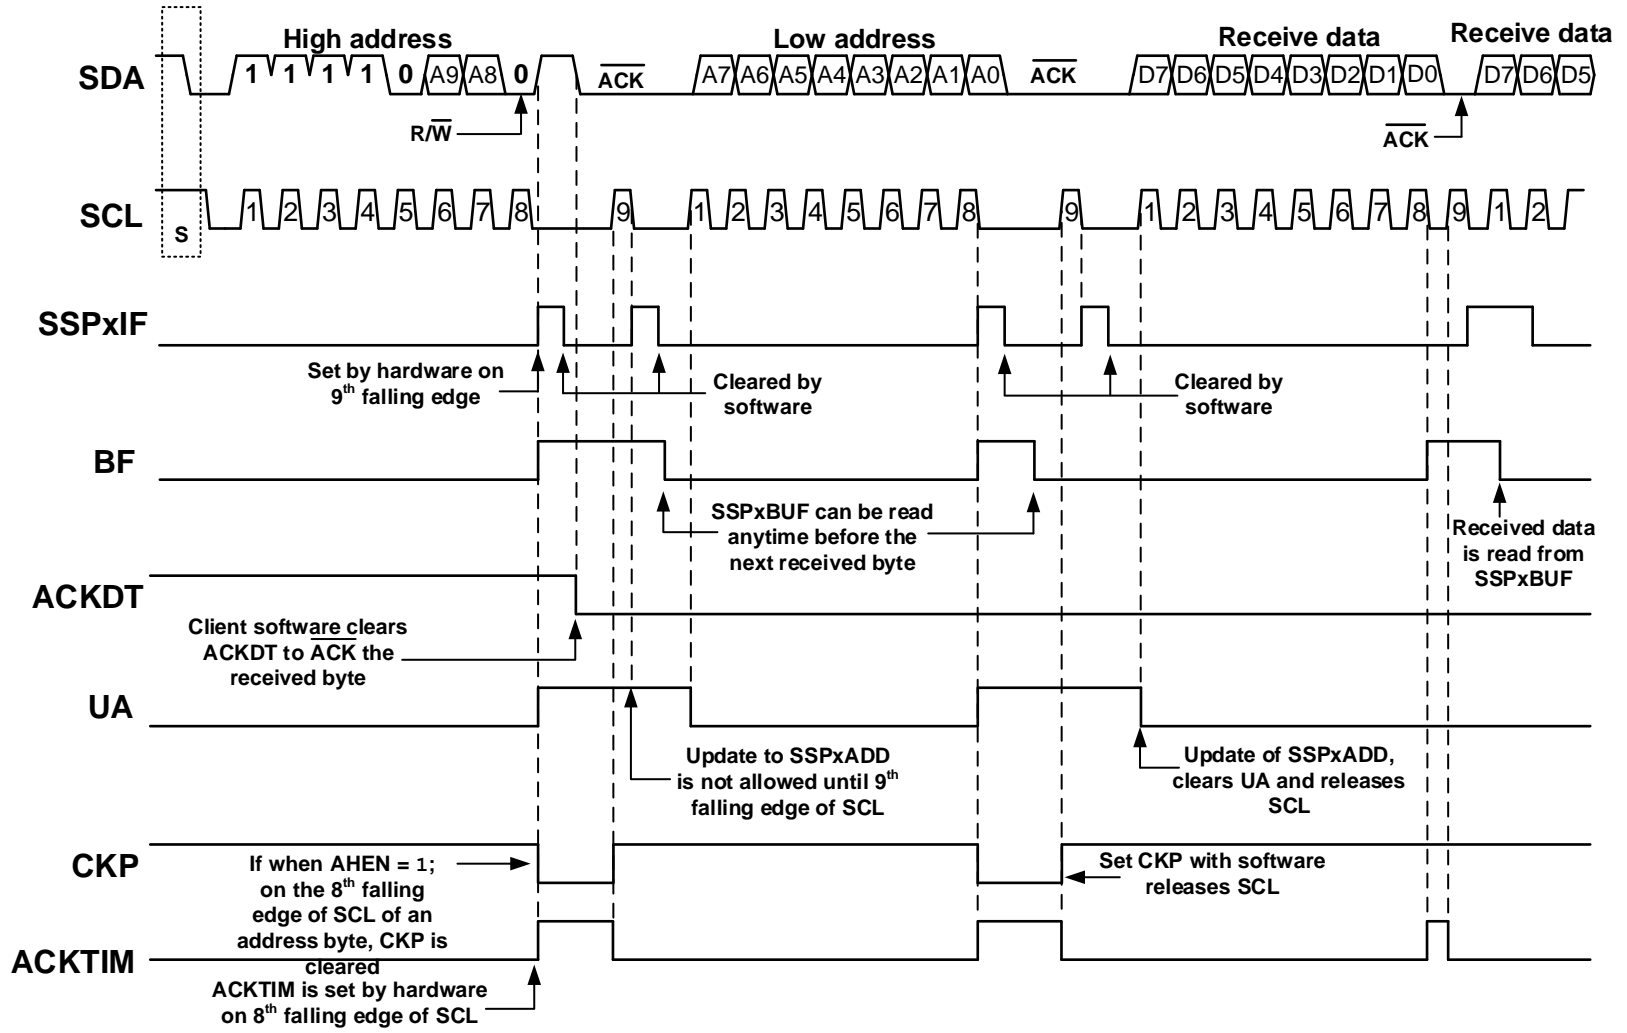 High address
Low address
Receive data
Receive data
SDA
1 1 1 1 0 A9 A8 0
ACK
A7 A6 A5 A4 A3 A2 A1 A0
ACK
D7 D6 D5 D4 D3 D2 D1 D0
D7 D6 D5
R/W
ACK
SCL
S
1 2 3 4 5 6 7 8 9
1 2 3 4 5 6 7 8 9
1 2 3 4 5 6 7 8 9
1 2
SSPxIF
Set by hardware on
9th falling edge
Cleared by
software
Cleared by
software
BF
SSPxBUF can be read
anytime before the
next received byte
Received data
is read from
SSPxBUF
ACKDT
Client software clears
ACKDT to ACK the
received byte
UA
Update to SSPxADD
is not allowed until 9th
falling edge of SCL
Update of SSPxADD,
clears UA and releases
SCL
CKP
If when AHEN = 1;
on the 8th falling
edge of SCL of an
address byte, CKP is
cleared
Set CKP with software
releases SCL
ACKTIM
ACKTIM is set by hardware
on 8th falling edge of SCL